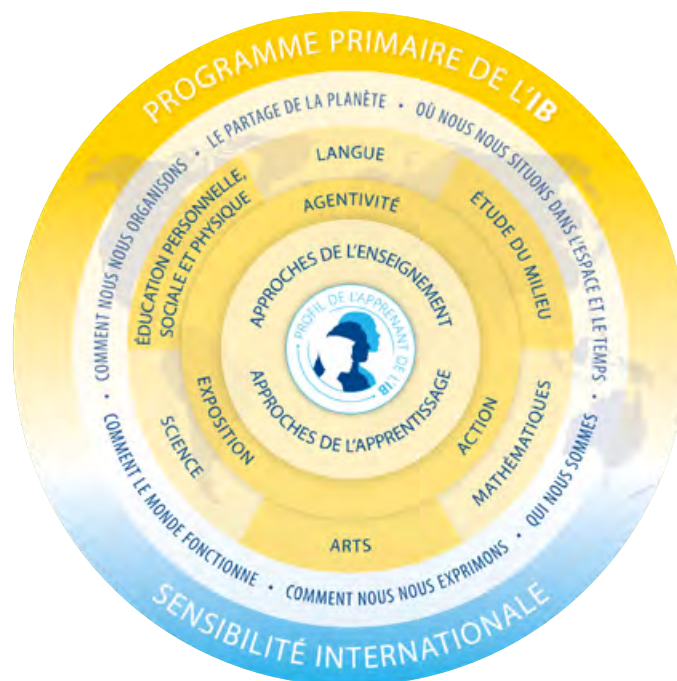 PROGRAMME PRIMAIRE DE L'IB
LE PARTAGE DE LA PLANÈTE • OÙ NOUS NOUS SITUONS DANS L'ESPACE ET LE TEMPS • QUI NOUS SOMMES • COMMENT NOUS NOUS EXPRIMONS • COMMENT LE MONDE FONCTIONNE • COMMENT NOUS NOUS ORGANISONS •
LANGUE
ÉTUDE DU MILIEU
MATHÉMATIQUES
ARTS
SCIENCE
ÉDUCATION PERSONNELLE,
SOCIALE ET PHYSIQUE
AGENTIVITÉ
ACTION
EXPOSITION
APPROCHES DE L'ENSEIGNEMENT
PROFIL DE L'APPRENANT DE L'IB
APPROCHES DE L'APPRENTISSAGE
SENSIBILITÉ INTERNATIONALE